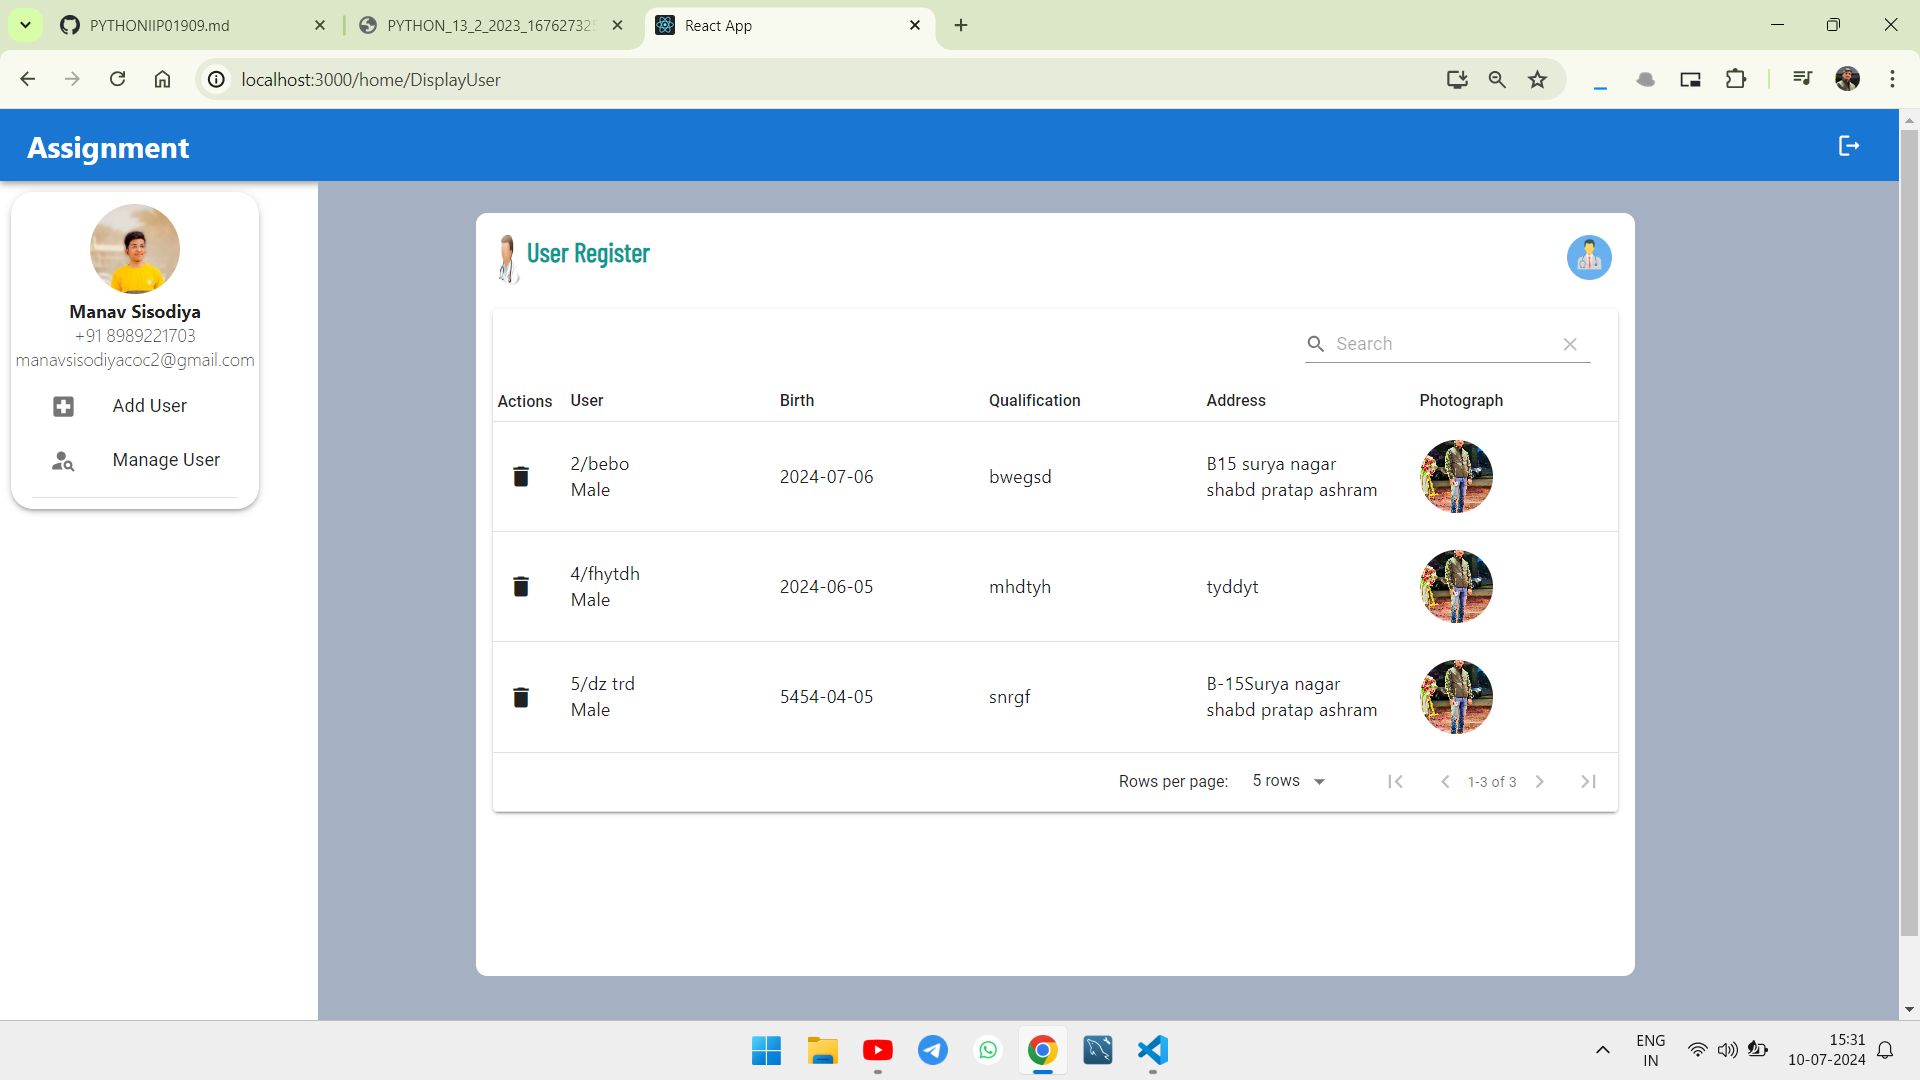 PYTHONIIP01909.md
PYTHON_13_2_2023_167627325
React App
localhost:3000/home/DisplayUser
Assignment
Manav Sisodiya
+91 8989221703
manavsisodiyacoc2@gmail.com
Add User
Manage User
User Register
Search
Actions User Birth Qualification Address Photograph
2/bebo
Male
2024-07-06
bwegsd
B15 surya nagar
shabd pratap ashram
4/fhytdh
Male
2024-06-05
mhdtyh
tyddyt
5/dz trd
Male
5454-04-05
snrgf
B-15Surya nagar
shabd pratap ashram
Rows per page: 5 rows 1-3 of 3
ENG
IN
15:31
10-07-2024